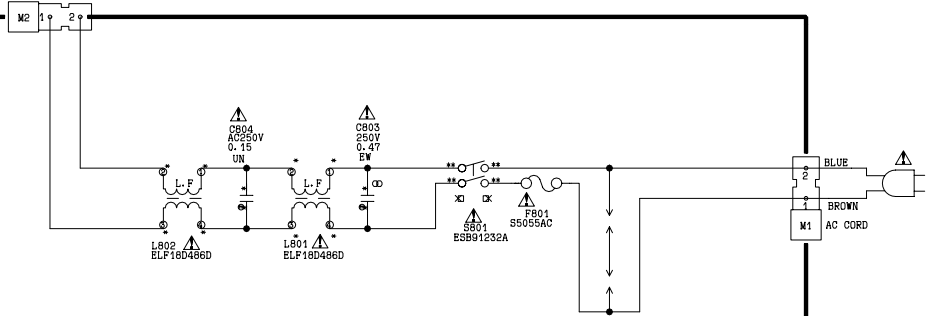 M2
1
2
C804
AC250V
0.15
UN
C803
250V
0.47
EW
L.F
L.F
L802
ELF18D486D
L801
ELF18D486D
S801
ESB91232A
F801
S5055AC
2
BLUE
1
BROWN
M1
AC CORD